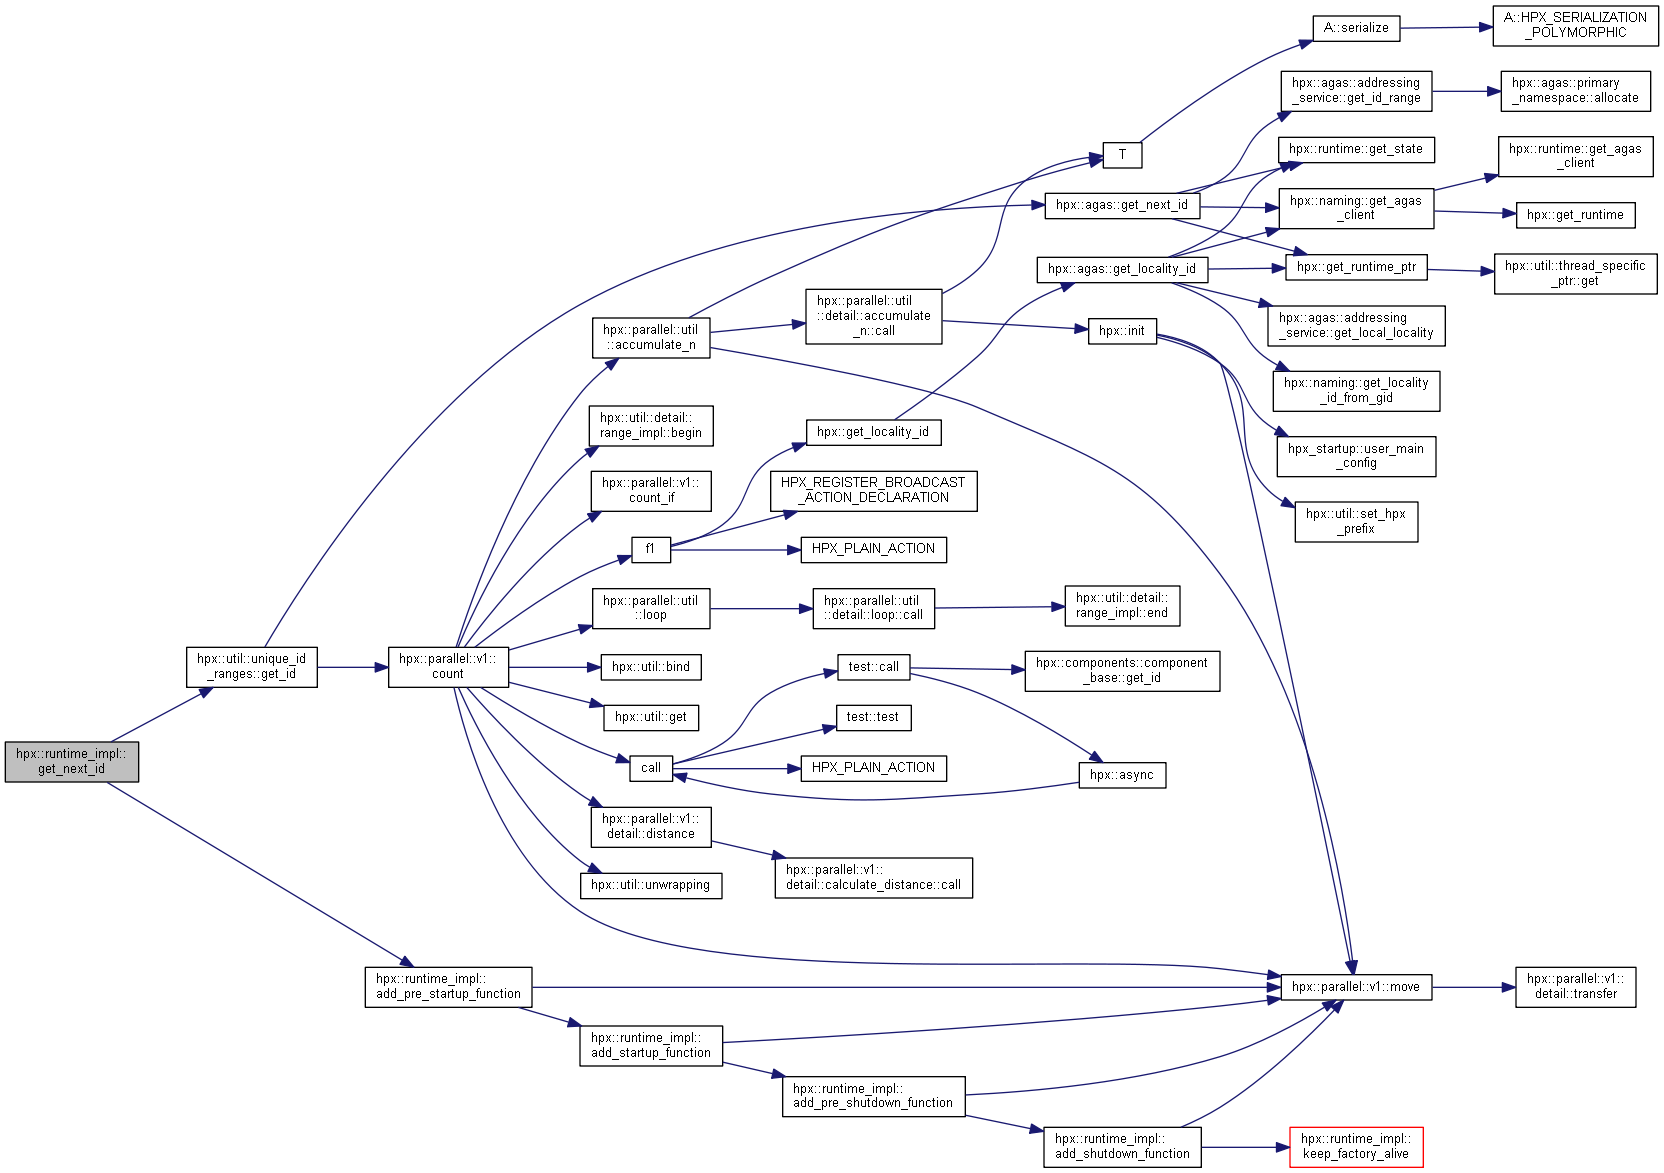 A::serialize
A::HPX_SERIALIZATION
_POLYMORPHIC
hpx::agas::addressing
_service::get_id_range
hpx::agas::primary
_namespace::allocate
T
hpx::runtime::get_state
hpx::runtime::get_agas
_client
hpx::agas::get_next_id
hpx::naming::get_agas
_client
hpx::get_runtime
hpx::agas::get_locality_id
hpx::get_runtime_ptr
hpx::util::thread_specific
_ptr::get
hpx::parallel::util
::accumulate_n
hpx::parallel::util
::detail::accumulate
_n::call
hpx::init
hpx::agas::addressing
_service::get_local_locality
hpx::naming::get_locality
_id_from_gid
hpx::util::detail::
range_impl::begin
hpx::get_locality_id
hpx_startup::user_main
_config
hpx::parallel::v1::
count_if
HPX_REGISTER_BROADCAST
_ACTION_DECLARATION
hpx::util::set_hpx
_prefix
f1
HPX_PLAIN_ACTION
hpx::parallel::util
::loop
hpx::parallel::util
::detail::loop::call
hpx::util::detail::
range_impl::end
hpx::util::unique_id
_ranges::get_id
hpx::parallel::v1::
count
hpx::util::bind
test::call
hpx::components::component
_base::get_id
hpx::util::get
test::test
hpx::runtime_impl::
get_next_id
call
HPX_PLAIN_ACTION
hpx::async
hpx::parallel::v1::
detail::distance
hpx::parallel::v1::
detail::calculate_distance::call
hpx::util::unwrapping
hpx::runtime_impl::
add_pre_startup_function
hpx::parallel::v1::move
hpx::parallel::v1::
detail::transfer
hpx::runtime_impl::
add_startup_function
hpx::runtime_impl::
add_pre_shutdown_function
hpx::runtime_impl::
add_shutdown_function
hpx::runtime_impl::
keep_factory_alive